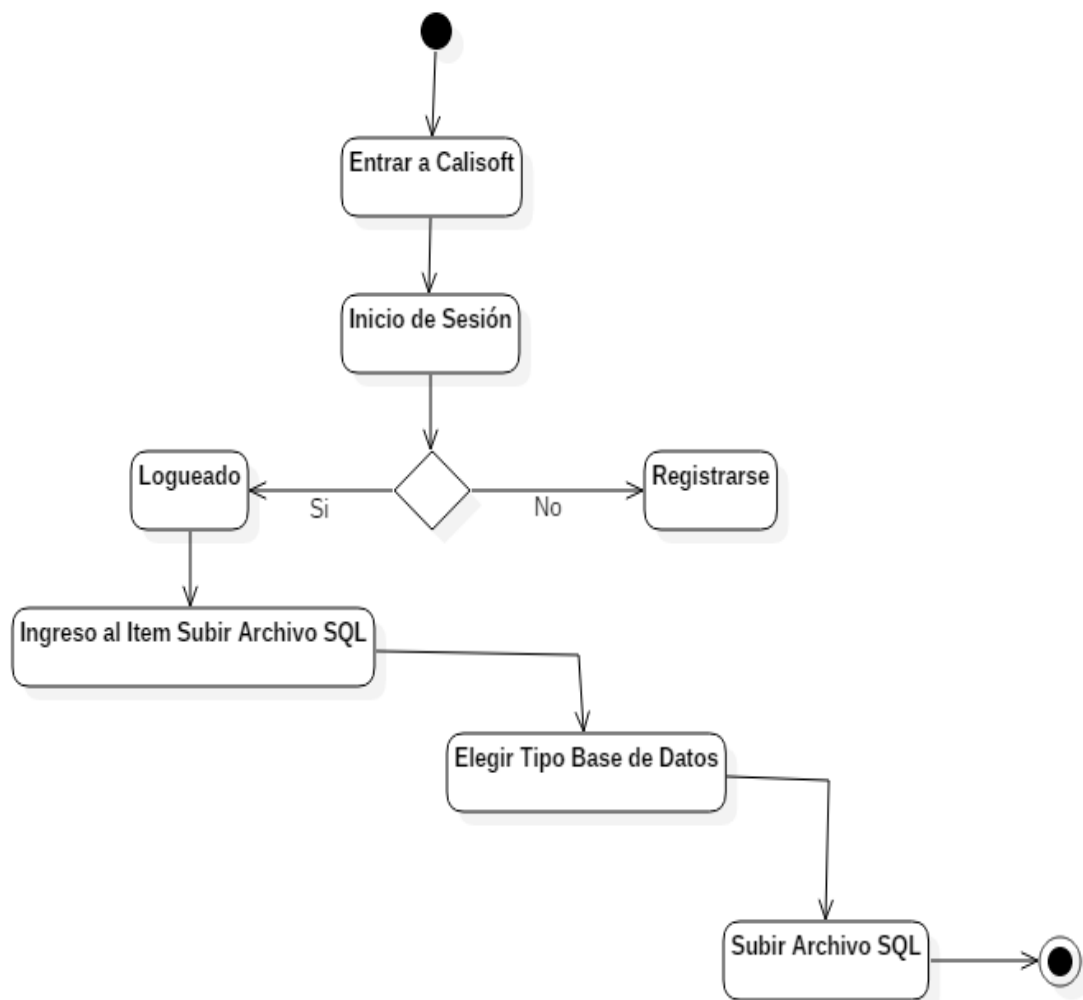 Entrar a Calisoft
Inicio de Sesión
Logueado
Si
No
Registrarse
Ingreso al Item Subir Archivo SQL
Elegir Tipo Base de Datos
Subir Archivo SQL